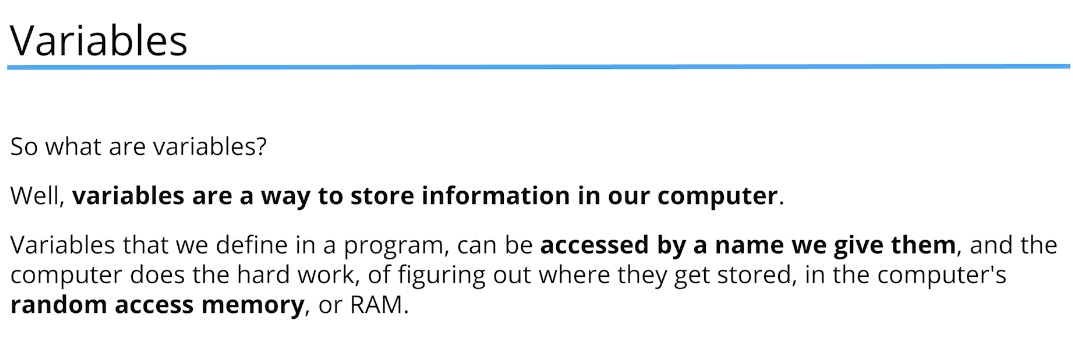 Variables
So what are variables?
Well, variables are a way to store information in our computer.
Variables that we define in a program, can be accessed by a name we give them, and the
computer does the hard work, of figuring out where they get stored, in the computer's
random access memory, or RAM.